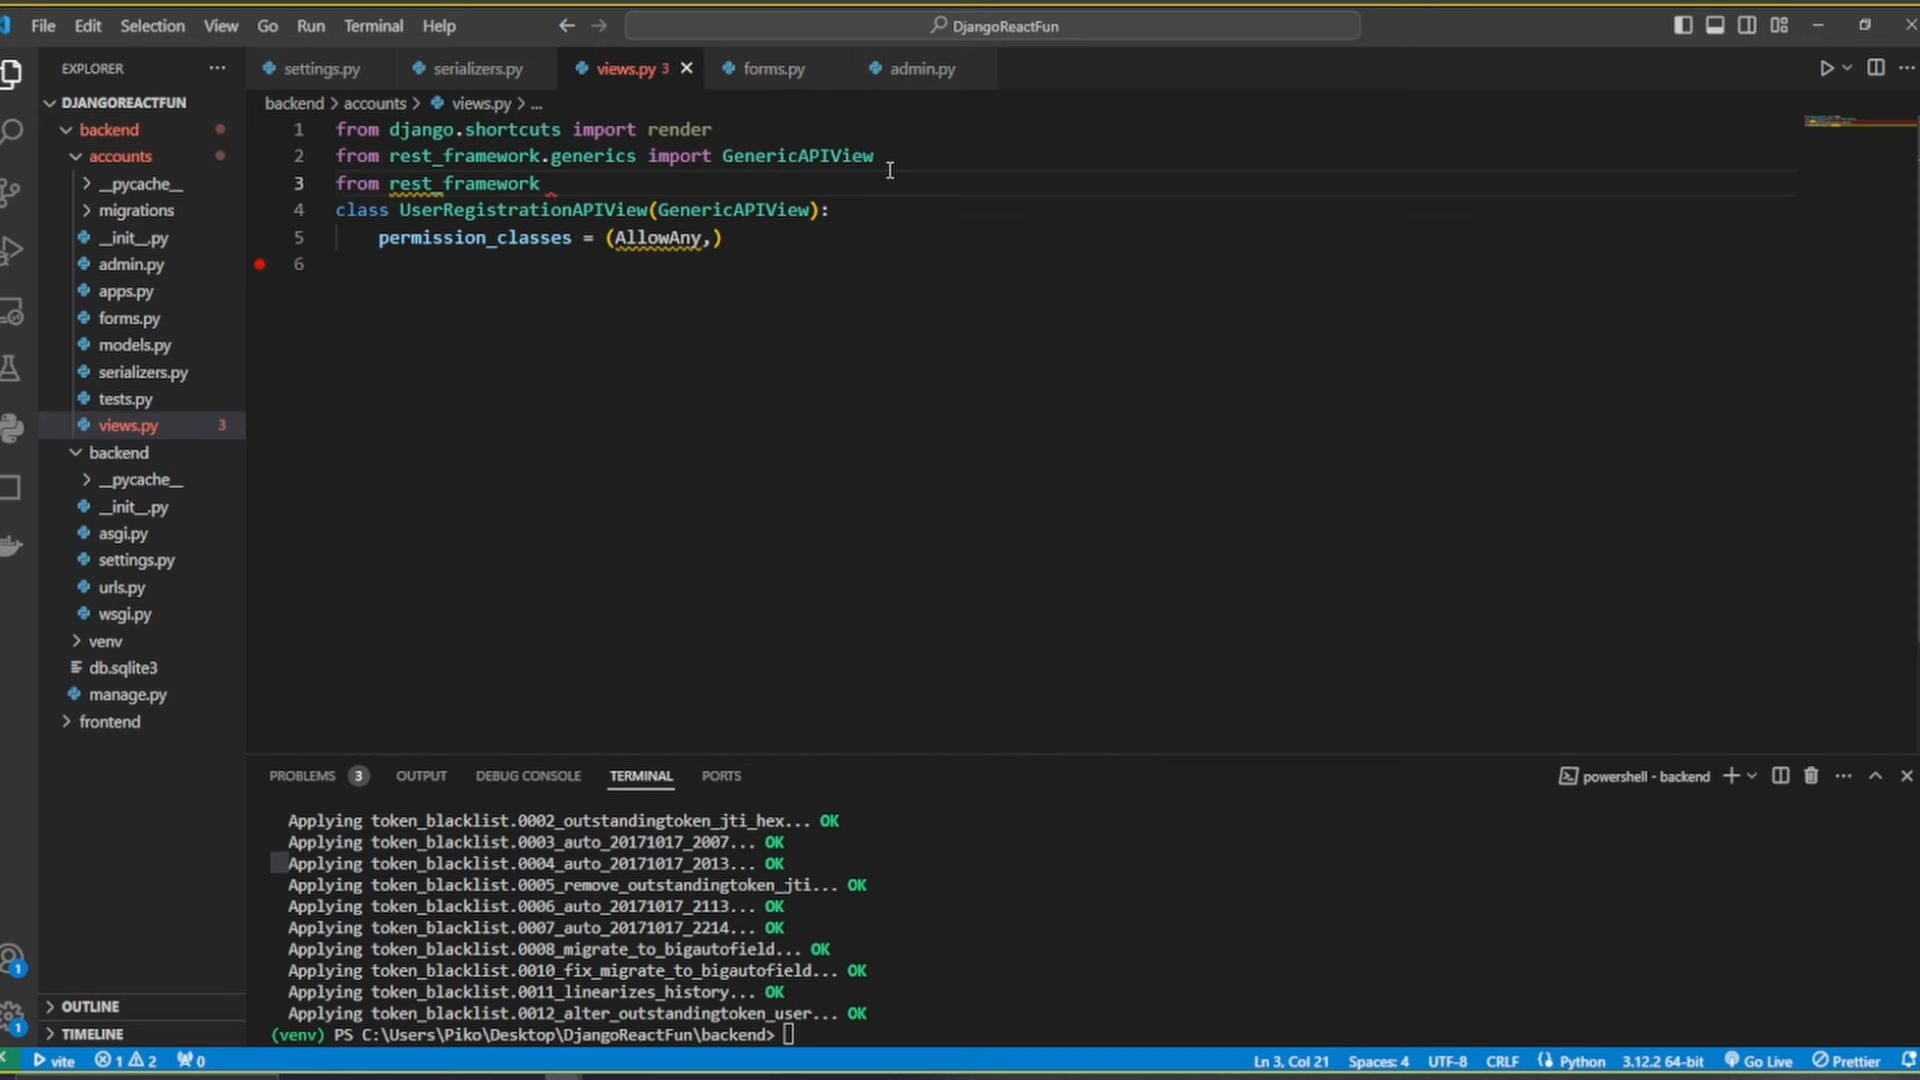 File Edit Selection View Go Run Terminal Help
DjangoReactFun
EXPLORER
settings.py serializers.py views.py 3 forms.py admin.py
DJANGOREACTFUN
backend > accounts > views.py > ...
backend
accounts
__pycache__
migrations
__init__.py
admin.py
apps.py
forms.py
models.py
serializers.py
tests.py
views.py 3
backend
__pycache__
__init__.py
asgi.py
settings.py
urls.py
wsgi.py
venv
db.sqlite3
manage.py
frontend
OUTLINE
TIMELINE
1 from django.shortcuts import render
2 from rest_framework.generics import GenericAPIView
3 from rest_framework
4 class UserRegistrationAPIView(GenericAPIView):
5 permission_classes = (AllowAny,)
6
PROBLEMS 3 OUTPUT DEBUG CONSOLE TERMINAL PORTS
powershell - backend
Applying token_blacklist.0002_outstandingtoken_jti_hex... OK
Applying token_blacklist.0003_auto_20171017_2007... OK
Applying token_blacklist.0004_auto_20171017_2013... OK
Applying token_blacklist.0005_remove_outstandingtoken_jti... OK
Applying token_blacklist.0006_auto_20171017_2113... OK
Applying token_blacklist.0007_auto_20171017_2214... OK
Applying token_blacklist.0008_migrate_to_bigautofield... OK
Applying token_blacklist.0010_fix_migrate_to_bigautofield... OK
Applying token_blacklist.0011_linearizes_history... OK
Applying token_blacklist.0012_alter_outstandingtoken_user... OK
(venv) PS C:\Users\Piko\Desktop\DjangoReactFun\backend>
1
1
vite 1 2 0 Ln 3, Col 21 Spaces: 4 UTF-8 CRLF Python 3.12.2 64-bit Go Live Prettier